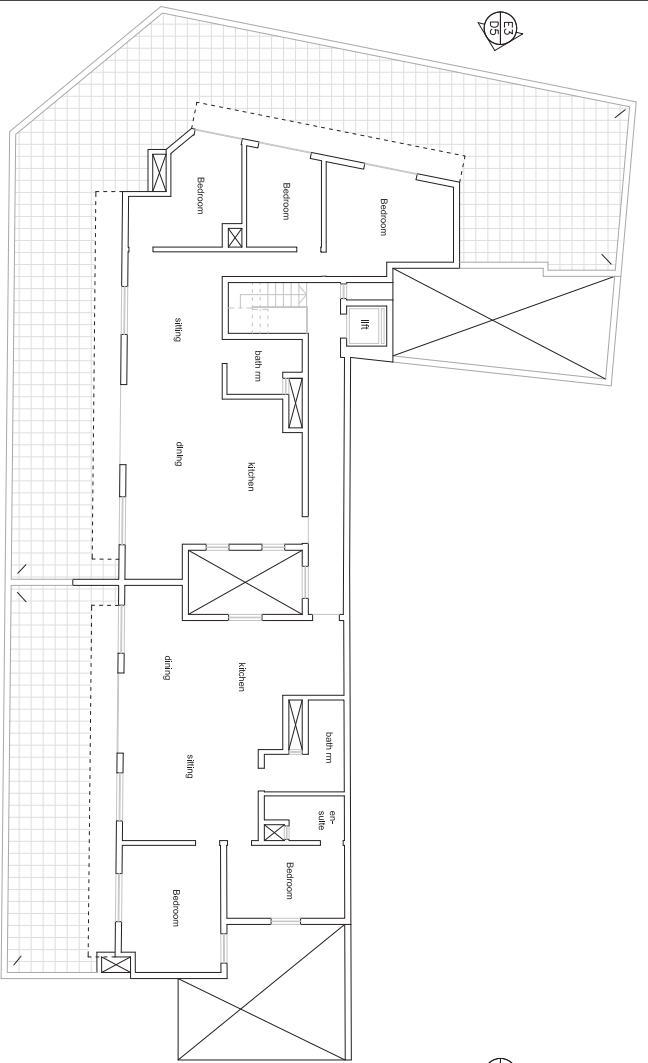 E3
D5
Bedroom
Bedroom
Bedroom
sitting
lift
bath rm
dining
kitchen
dining
kitchen
sitting
bath rm
en-
suite
Bedroom
Bedroom